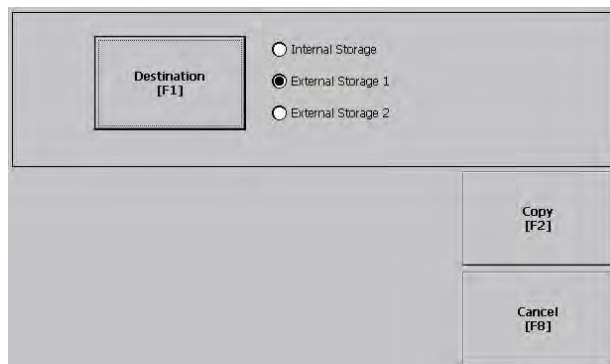 Destination
[F1]
Internal Storage
External Storage 1
External Storage 2
Copy
[F2]
Cancel
[F8]